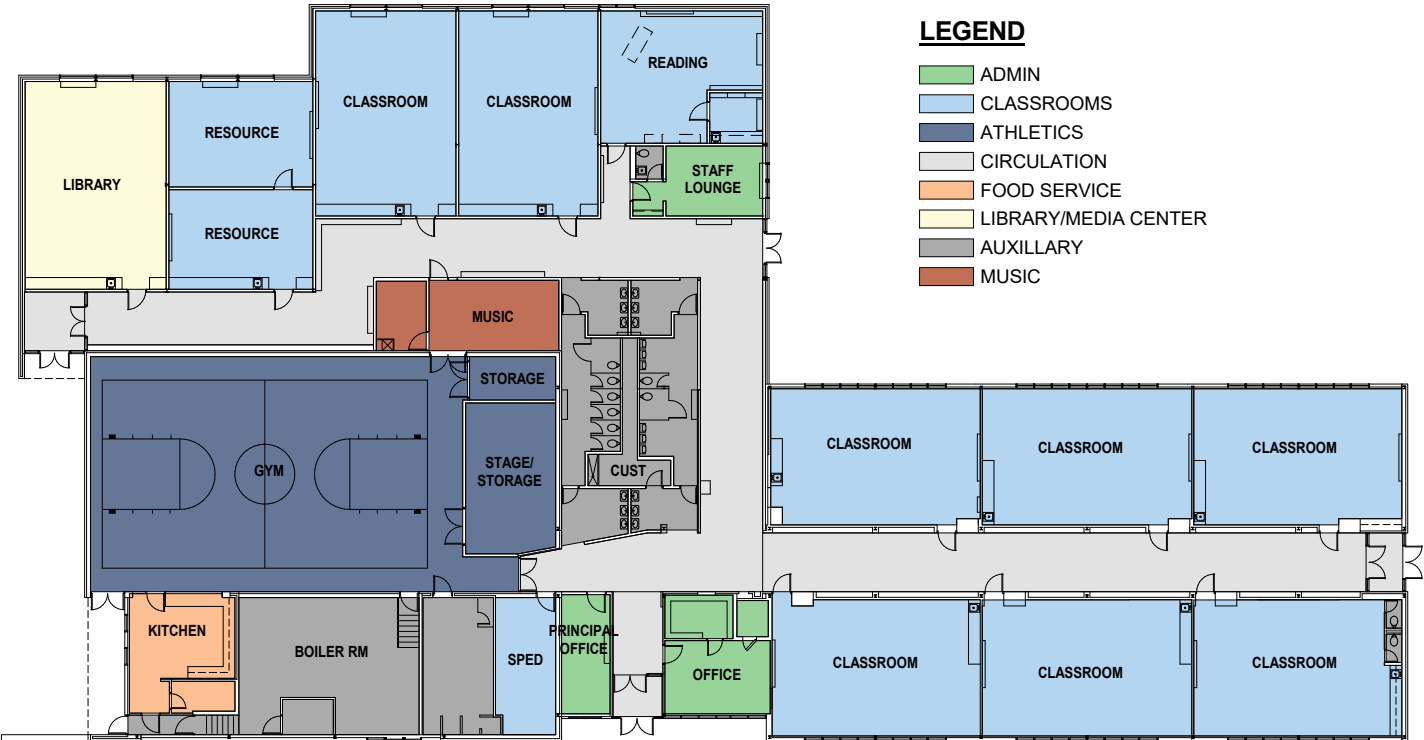 LEGEND
ADMIN
CLASSROOMS
ATHLETICS
CIRCULATION
FOOD SERVICE
LIBRARY/MEDIA CENTER
AUXILLARY
MUSIC
READING
CLASSROOM
CLASSROOM
RESOURCE
LIBRARY
STAFF
LOUNGE
RESOURCE
MUSIC
STORAGE
GYM
STAGE/
STORAGE
CUST
CLASSROOM
CLASSROOM
CLASSROOM
KITCHEN
BOILER RM
SPED
PRINCIPAL
OFFICE
OFFICE
CLASSROOM
CLASSROOM
CLASSROOM